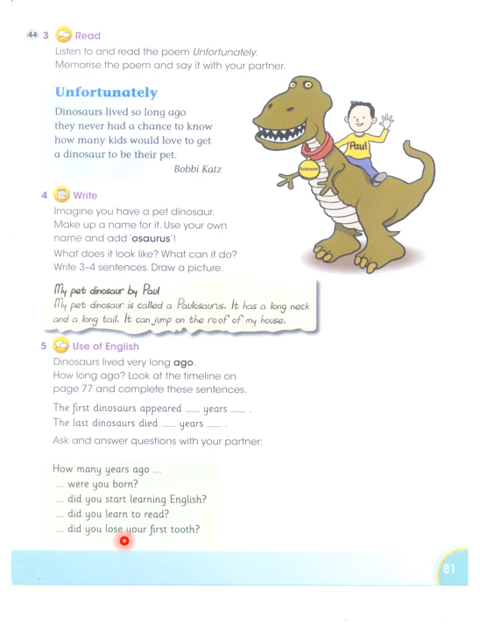 44 3 Read
Listen to and read the poem Unfortunately.
Memorise the poem and say it with your partner.
Unfortunately
Dinosaurs lived so long ago
they never had a chance to know
how many kids would love to get
a dinosaur to be their pet.
Bobbi Katz
Paul
4 Write
Imagine you have a pet dinosaur.
Make up a name for it. Use your own
name and add 'osaurus'!
What does it look like? What can it do?
Write 3–4 sentences. Draw a picture.
My pet dinosaur by Paul
My pet dinosaur is called a Paulosaurus. It has a long neck
and a long tail. It can jump on the roof of my house.
5 Use of English
Dinosaurs lived very long ago.
How long ago? Look at the timeline on
page 77 and complete these sentences.
The first dinosaurs appeared __ years __ .
The last dinosaurs died __ years __ .
Ask and answer questions with your partner:
How many years ago ...
... were you born?
... did you start learning English?
... did you learn to read?
... did you lose your first tooth?
81